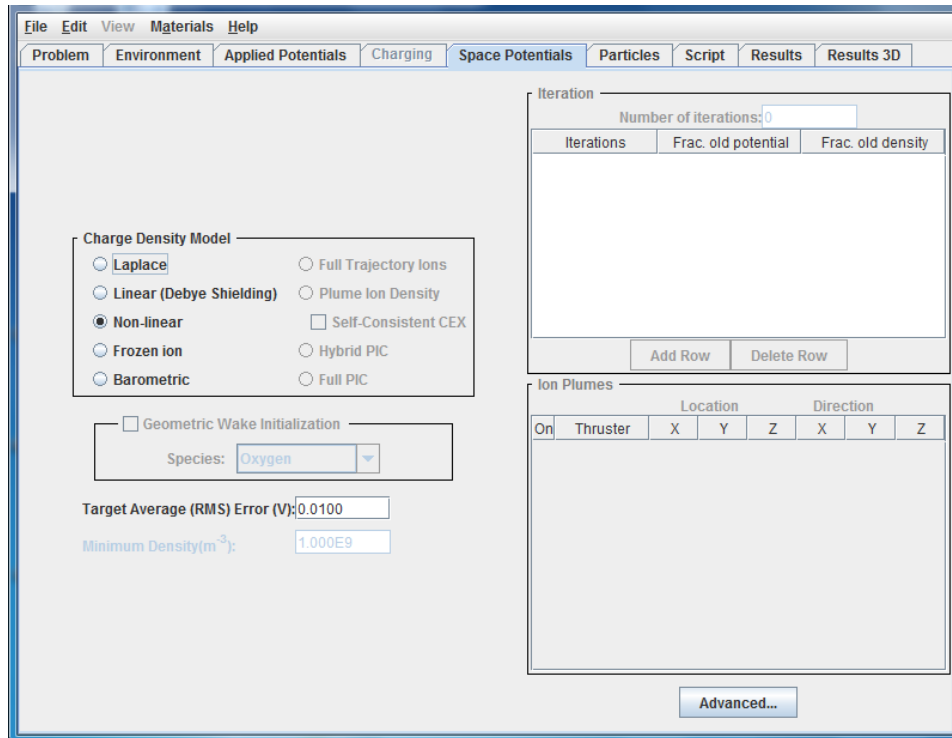 File Edit View Materials Help
Problem Environment Applied Potentials Charging Space Potentials Particles Script Results Results 3D
Charge Density Model
Laplace Full Trajectory Ions
Linear (Debye Shielding) Plume Ion Density
Non-linear Self-Consistent CEX
Frozen ion Hybrid PIC
Barometric Full PIC
Geometric Wake Initialization
Species: Oxygen
Target Average (RMS) Error (V): 0.0100
Minimum Density(m⁻³): 1.000E9
Iteration
Number of iterations: 0
Iterations Frac. old potential Frac. old density
Add Row Delete Row
Ion Plumes
Location Direction
On Thruster X Y Z X Y Z
Advanced...